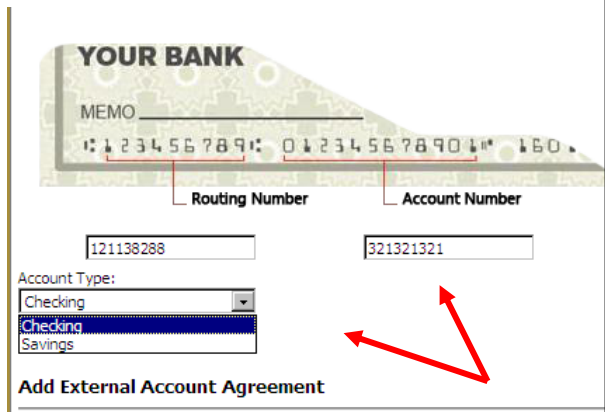 YOUR BANK
MEMO
⑆123456789⑆ 012345678901⑈ 160
Routing Number Account Number
121138288 321321321
Account Type:
Checking
Checking
Savings
Add External Account Agreement